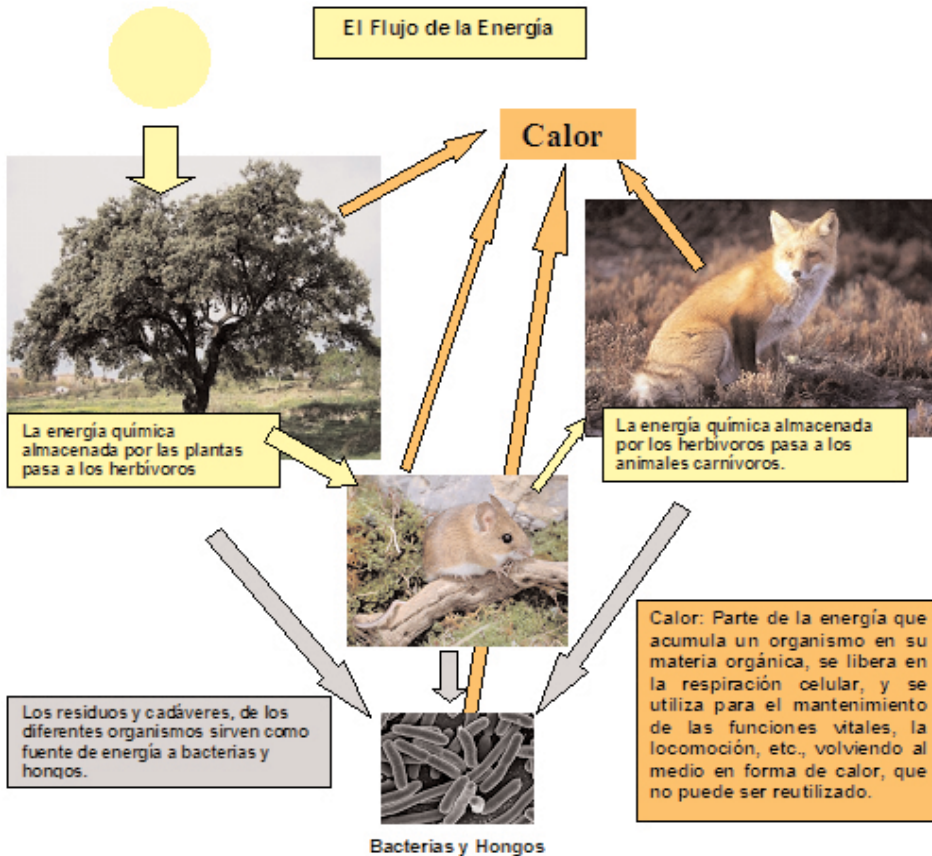 El Flujo de la Energía
Calor
La energía química
almacenada por las plantas
pasa a los herbívoros
La energía química almacenada
por los herbívoros pasa a los
animales carnívoros.
Calor: Parte de la energía que
acumula un organismo en su
materia orgánica, se libera en
la respiración celular, y se
utiliza para el mantenimiento
de las funciones vitales, la
locomoción, etc., volviendo al
medio en forma de calor, que
no puede ser reutilizado.
Los residuos y cadáveres, de los
diferentes organismos sirven como
fuente de energía a bacterias y
hongos.
Bacterias y Hongos